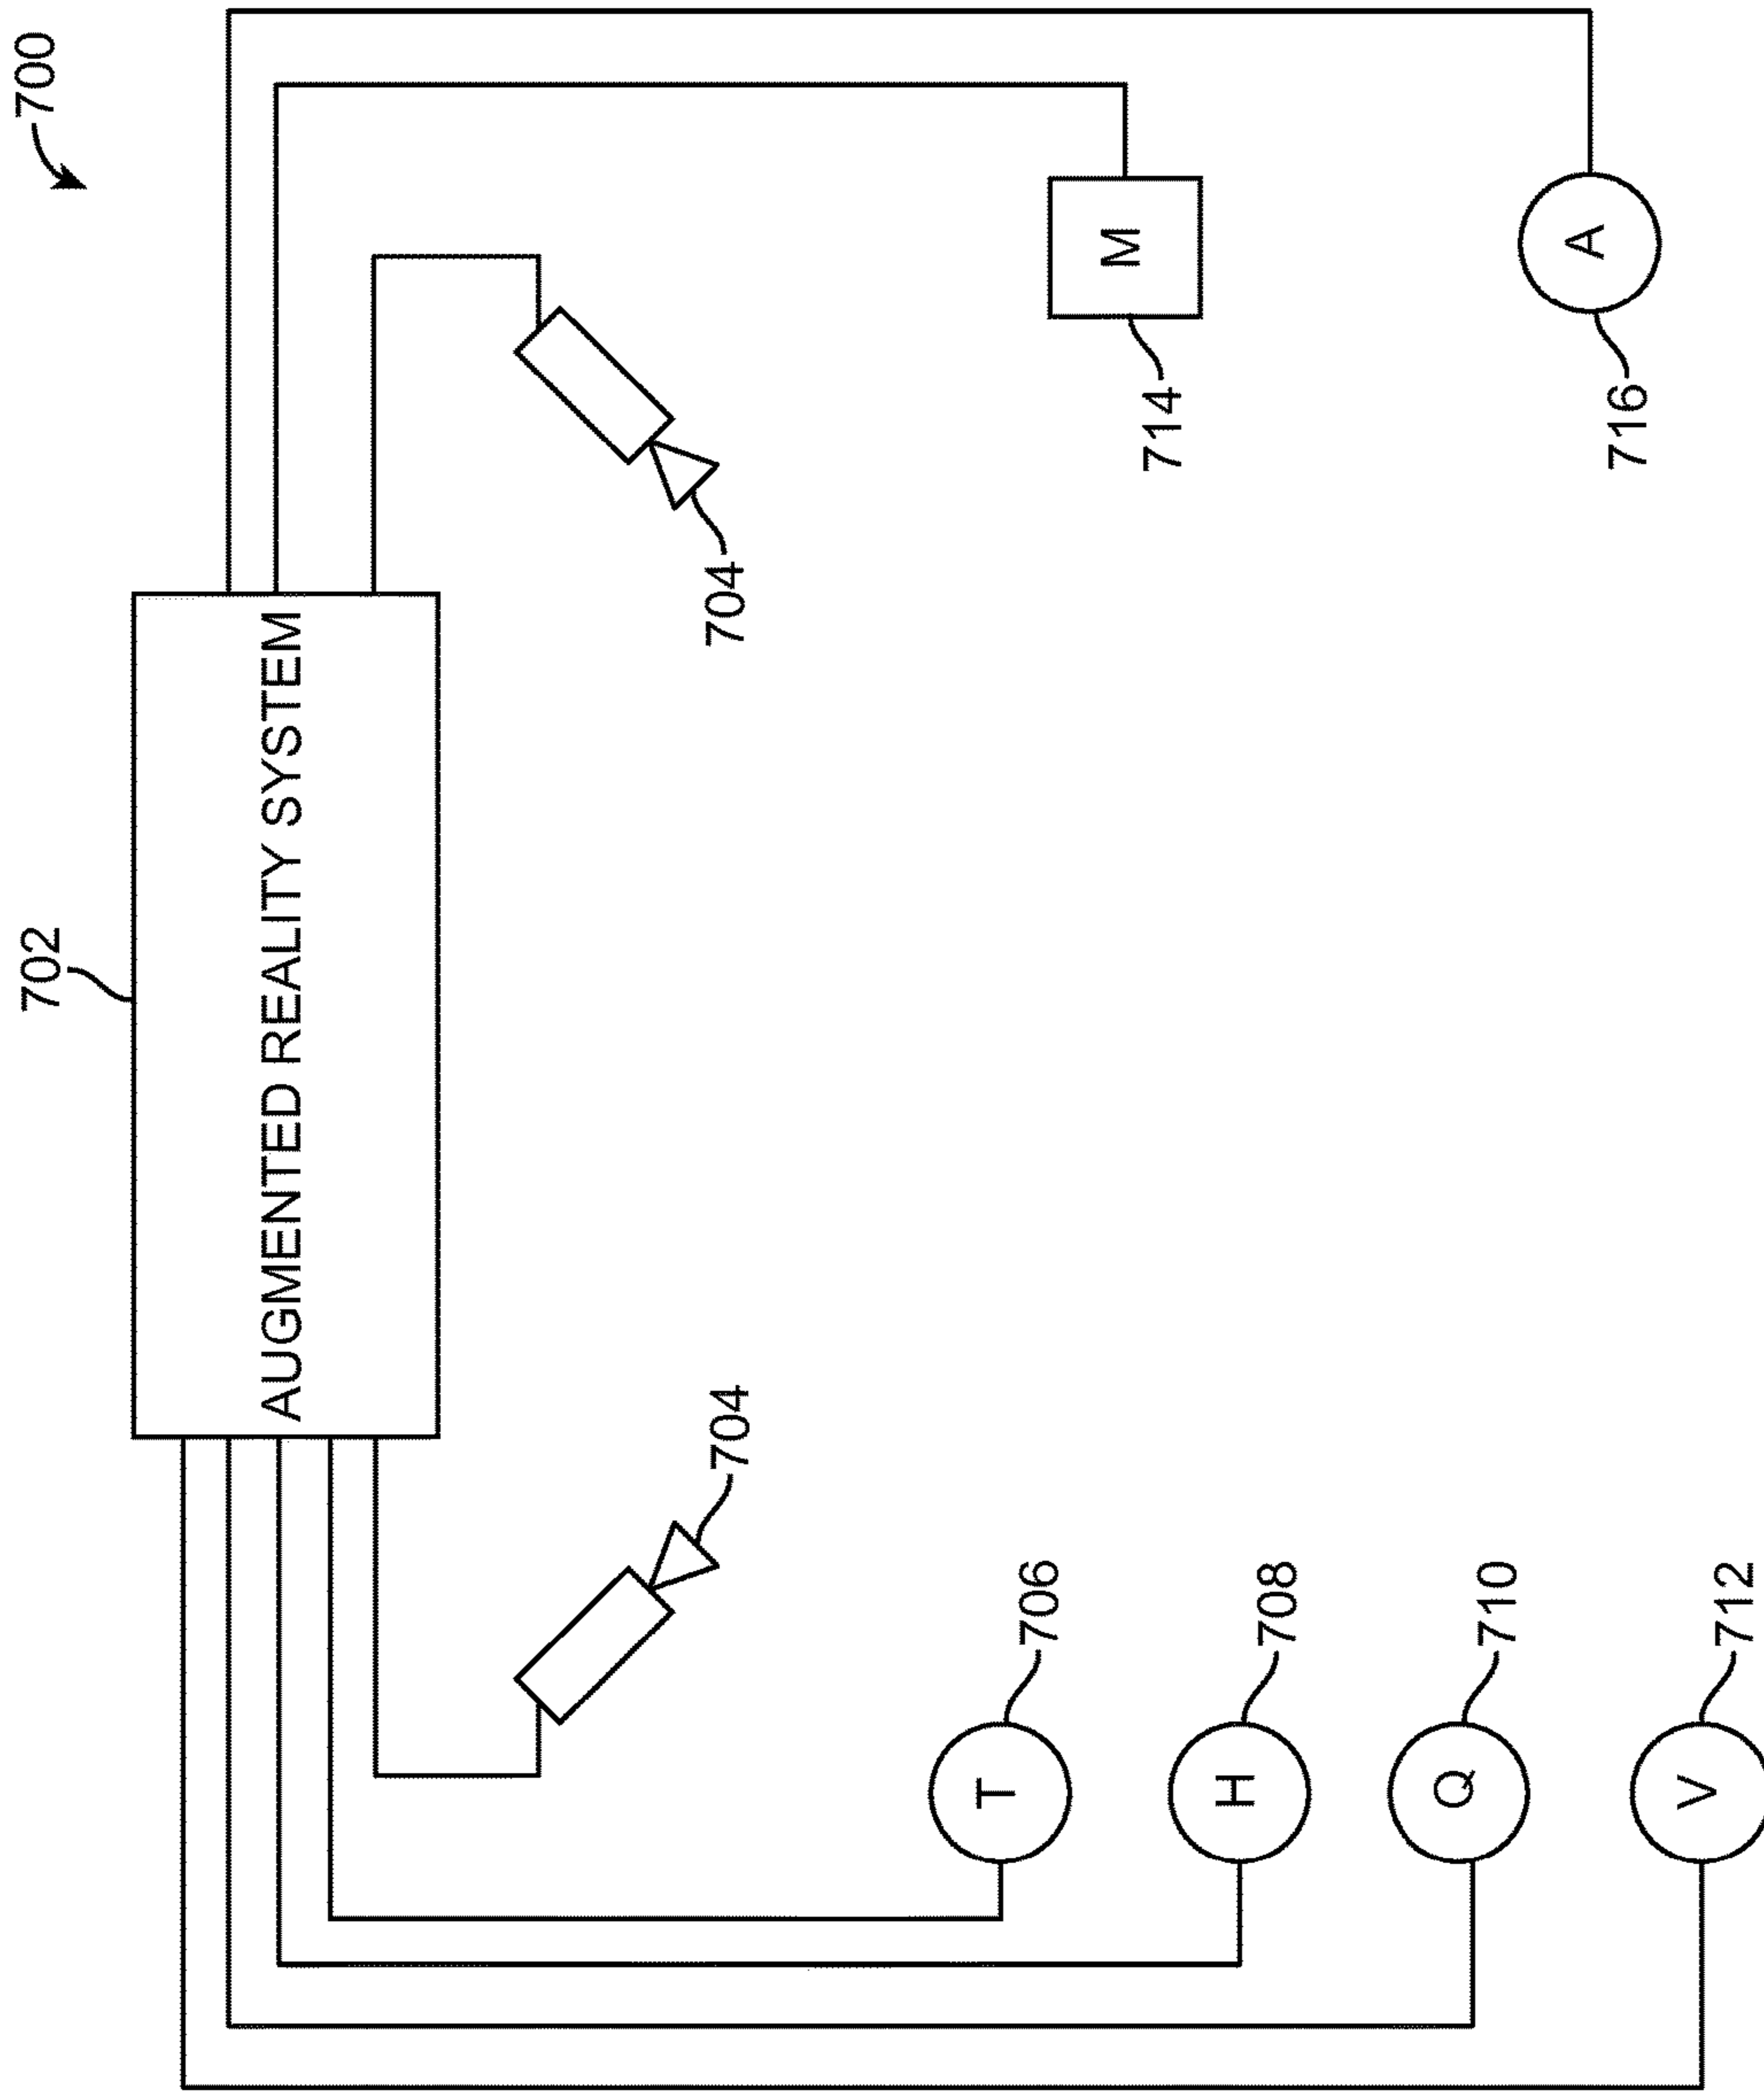 700
702
AUGMENTED REALITY SYSTEM
704
704
T
706
H
708
Q
710
V
712
M
714
A
716